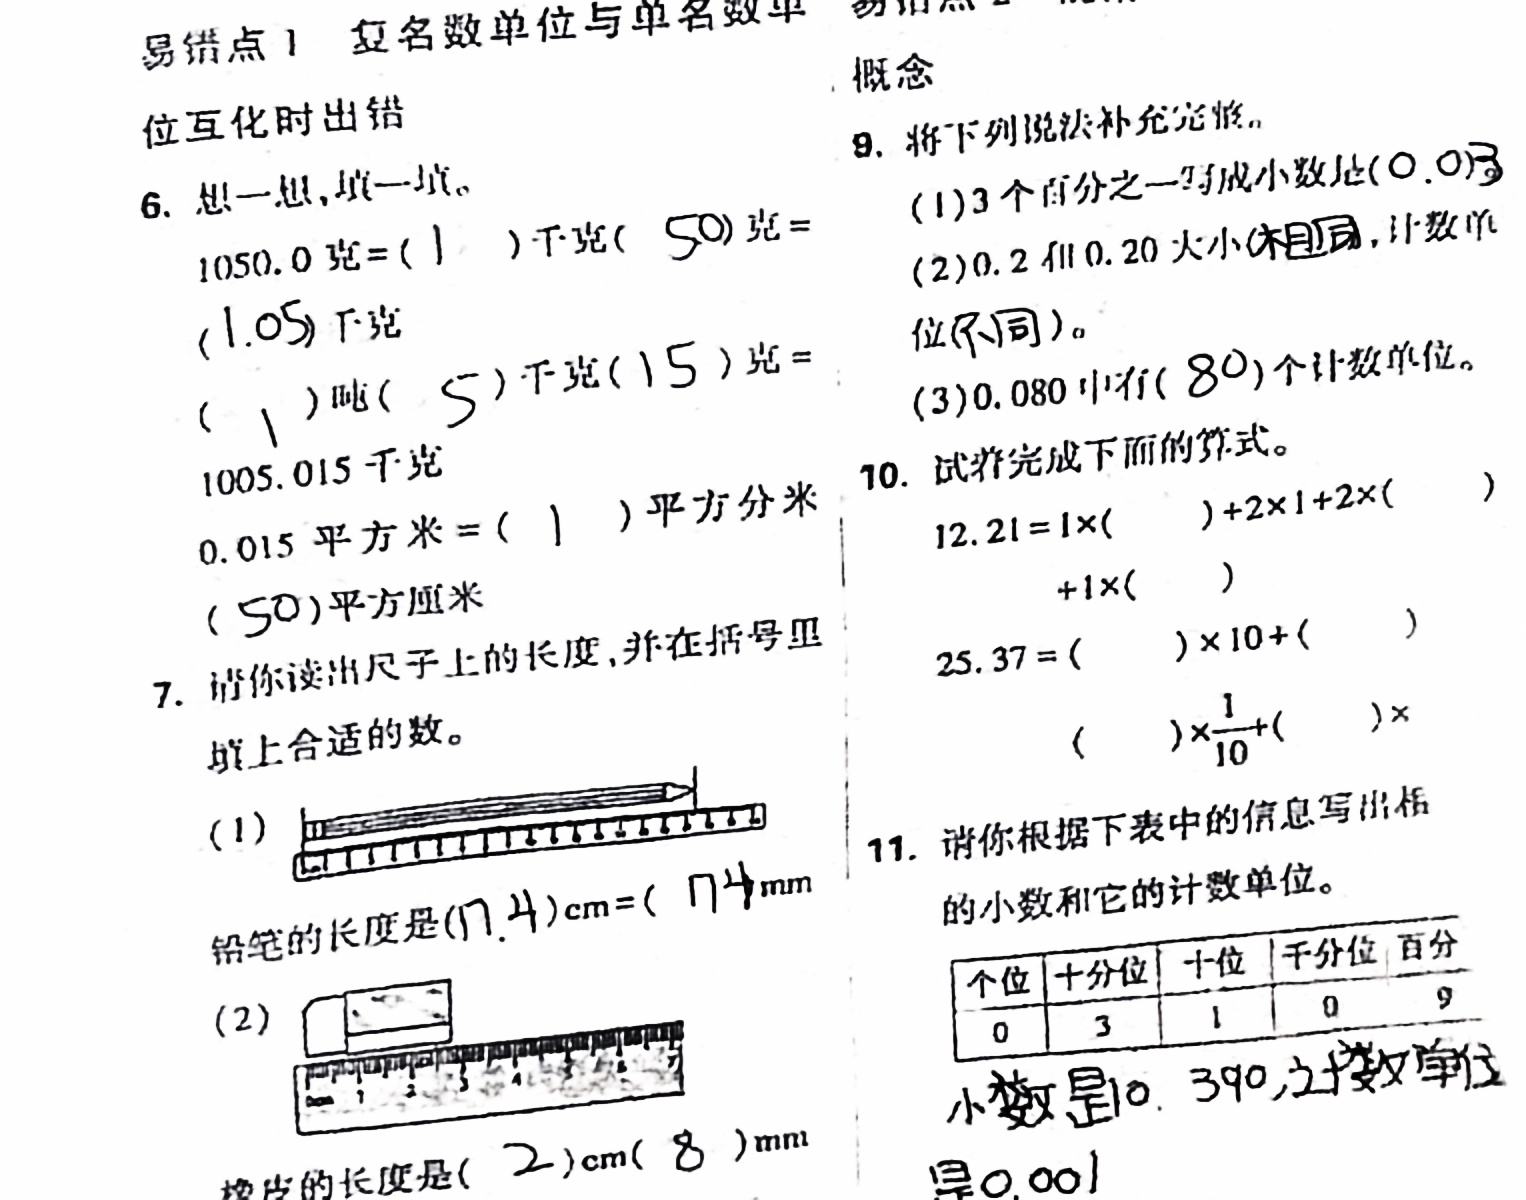 易错点1 复名数单位与单名数单
位互化时出错
6. 想一想,填一填。
1050.0 克=( 1 )千克( 50 )克=
(1.05)千克
( 1 )吨( 5 )千克( 15 )克=
1005.015 千克
0.015 平方米=( 1 )平方分米
( 50 )平方厘米
7. 请你读出尺子上的长度,并在括号里
填上合适的数。
(1)
铅笔的长度是(17.4)cm=( 174 )mm
(2)
0cm 1 2 3 4 5 6 7
橡皮的长度是( 2 )cm( 8 )mm
概念
9. 将下列说法补充完整。
(1)3个百分之一写成小数是(0.03)。
(2)0.2和0.20大小(相同),计数单
位(不同)。
(3)0.080中有( 80 )个计数单位。
10. 试着完成下面的算式。
12.21=1×( )+2×1+2×( )
+1×( )
25.37=( )×10+( )
( )×1/10+( )×
11. 请你根据下表中的信息写出相
的小数和它的计数单位。
个位 十分位 十位 千分位 百分
0 3 1 0 9
小数是10.390,计数单位
是0.001